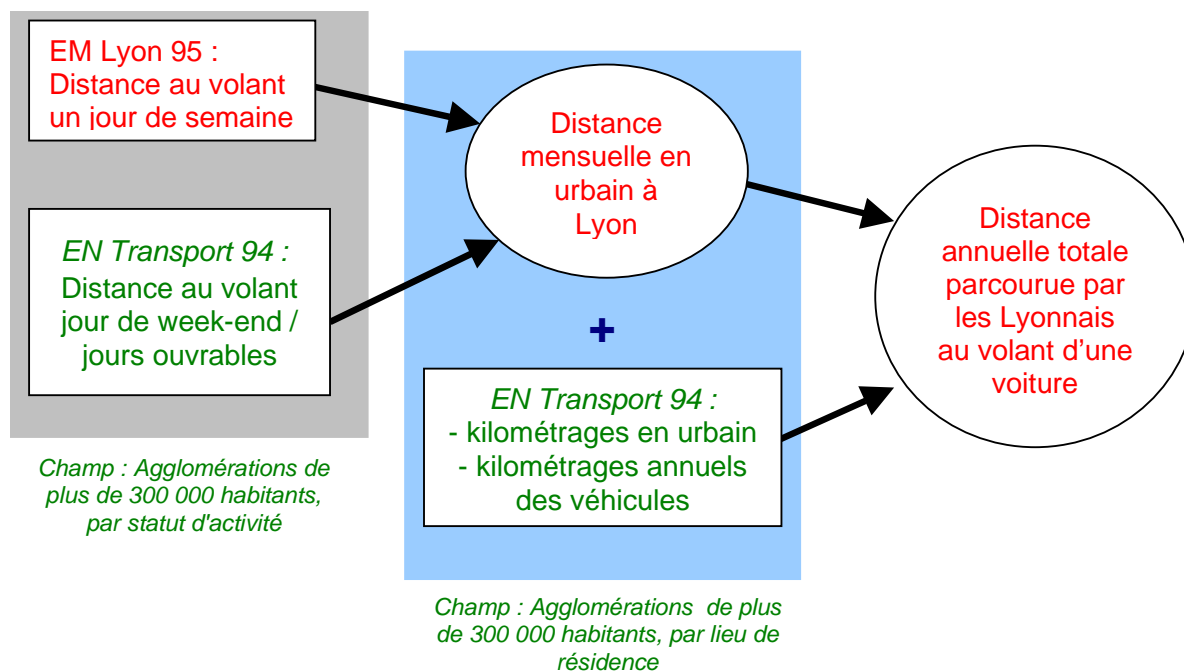 EM Lyon 95 :
Distance au volant
un jour de semaine
EN Transport 94 :
Distance au volant
jour de week-end /
jours ouvrables
Champ : Agglomérations de
plus de 300 000 habitants,
par statut d'activité
Distance
mensuelle en
urbain à
Lyon
+
EN Transport 94 :
- kilométrages en urbain
- kilométrages annuels
des véhicules
Champ : Agglomérations de plus
de 300 000 habitants, par lieu de
résidence
Distance
annuelle totale
parcourue par
les Lyonnais
au volant d’une
voiture